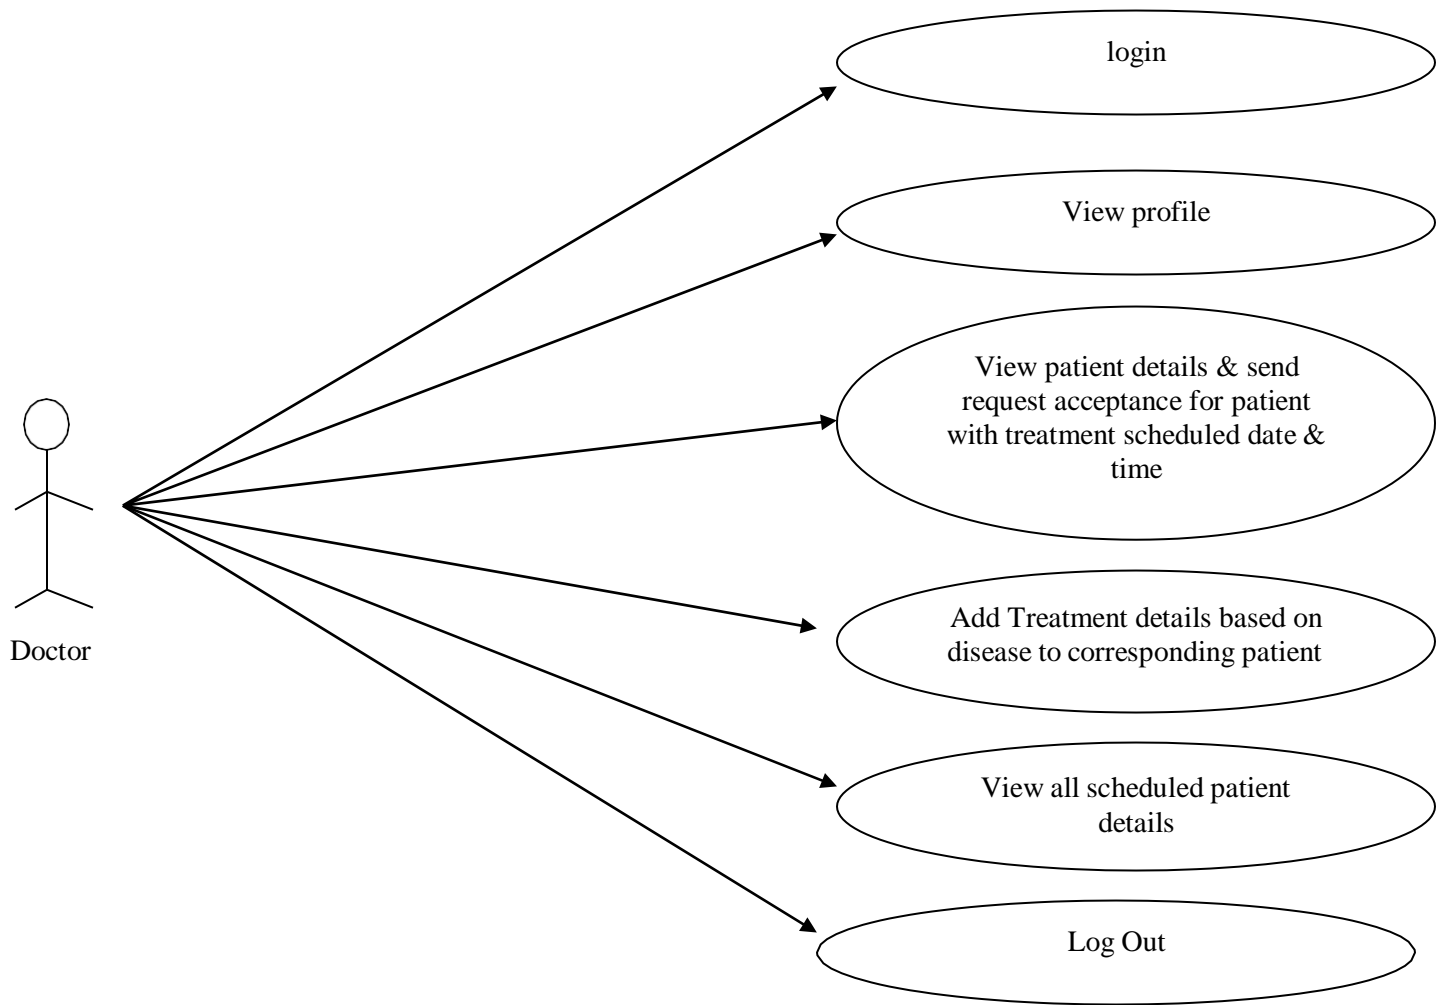 login
View profile
View patient details & send
request acceptance for patient
with treatment scheduled date &
time
Add Treatment details based on
disease to corresponding patient
Doctor
View all scheduled patient
details
Log Out